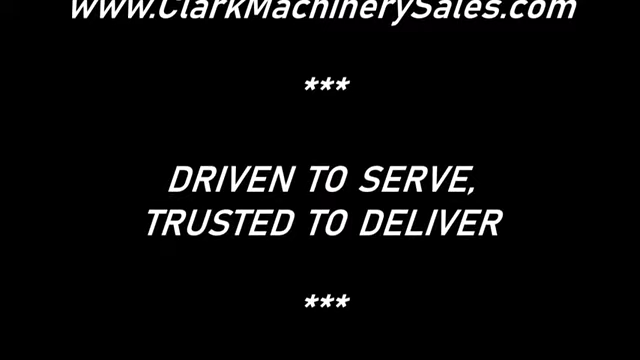 www.ClarkMachinerySales.com
***
DRIVEN TO SERVE,
TRUSTED TO DELIVER
***